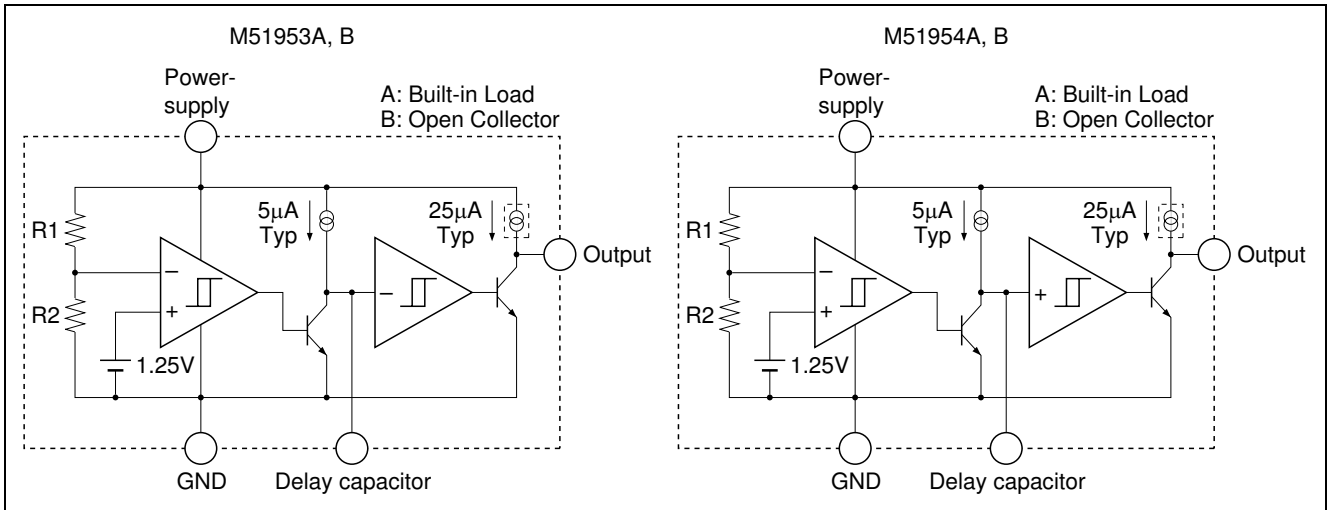 M51953A, B
Power-
supply
A: Built-in Load
B: Open Collector
R1
5μA
Typ
25μA
Typ
Output
−
+
−
R2
1.25V
GND
Delay capacitor
M51954A, B
Power-
supply
A: Built-in Load
B: Open Collector
R1
5μA
Typ
25μA
Typ
Output
−
+
+
R2
1.25V
GND
Delay capacitor